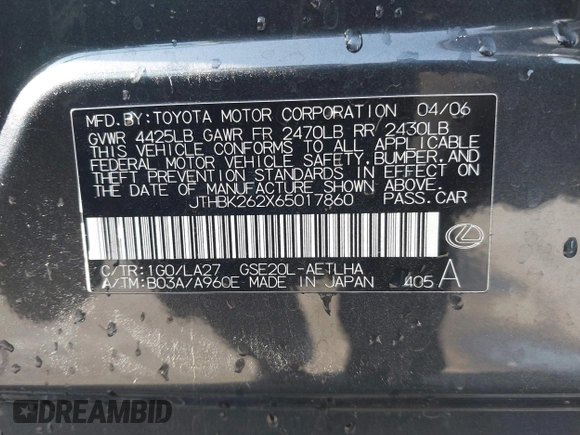 MFD. BY: TOYOTA MOTOR CORPORATION 04/06
GVWR 4425LB GAWR FR 2470LB RR 2430LB
THIS VEHICLE CONFORMS TO ALL APPLICABLE
FEDERAL MOTOR VEHICLE SAFETY, BUMPER, AND
THEFT PREVENTION STANDARDS IN EFFECT ON
THE DATE OF MANUFACTURE SHOWN ABOVE.
JTHBK262X65017860 PASS. CAR
C/TR: 1G0/LA27 GSE20L-AETLHA
A/TM: B03A/A960E MADE IN JAPAN 405 A
DREAMBID